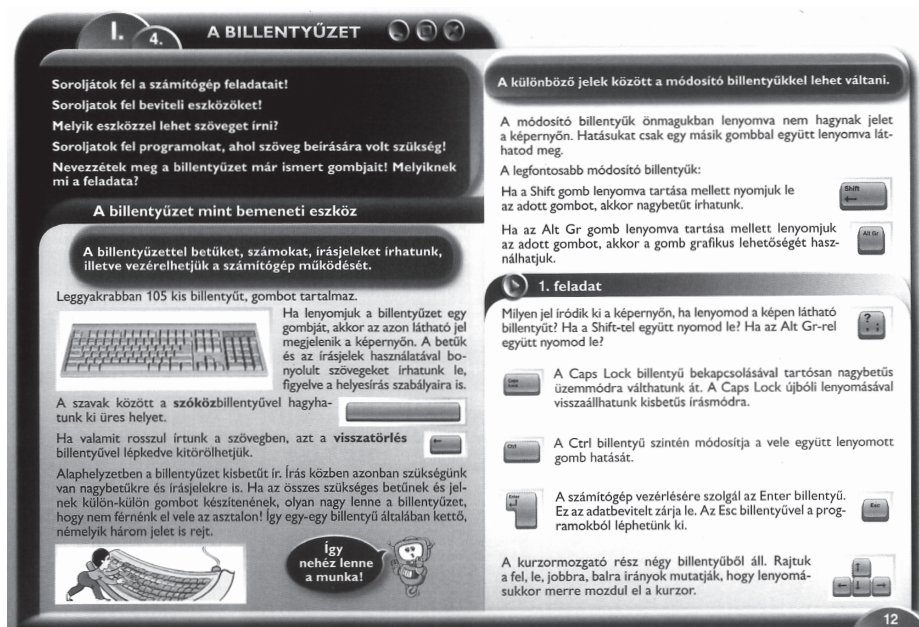 I.
4.
A BILLENTYŰZET
Soroljátok fel a számítógép feladatait!
Soroljatok fel beviteli eszközöket!
Melyik eszközzel lehet szöveget írni?
Soroljatok fel programokat, ahol szöveg beírására volt szükség!
Nevezzétek meg a billentyűzet már ismert gombjait! Melyiknek
mi a feladata?
A billentyűzet mint bemeneti eszköz
A billentyűzettel betűket, számokat, írásjeleket írhatunk,
illetve vezérelhetjük a számítógép működését.
Leggyakrabban 105 kis billentyűt, gombot tartalmaz.
Ha lenyomjuk a billentyűzet egy
gombját, akkor az azon látható jel
megjelenik a képernyőn. A betűk
és az írásjelek használatával bo-
nyolult szövegeket írhatunk le,
figyelve a helyesírás szabályaira is.
A szavak között a szóközbillentyűvel hagyha-
tunk ki üres helyet.
Ha valamit rosszul írtunk a szövegben, azt a visszatörlés
billentyűvel lépkedve kitörölhetjük.
Alaphelyzetben a billentyűzet kisbetűt ír. Írás közben azonban szükségünk
van nagybetűkre és írásjelekre is. Ha az összes szükséges betűnek és jel-
nek külön-külön gombot készítenének, olyan nagy lenne a billentyűzet,
hogy nem férnénk el vele az asztalon! Így egy-egy billentyű általában kettő,
némelyik három jelet is rejt.
Így
nehéz lenne
a munka!
A különböző jelek között a módosító billentyűkkel lehet váltani.
A módosító billentyűk önmagukban lenyomva nem hagynak jelet
a képernyőn. Hatásukat csak egy másik gombbal együtt lenyomva lát-
hatod meg.
A legfontosabb módosító billentyűk:
Ha a Shift gomb lenyomva tartása mellett nyomjuk le
az adott gombot, akkor nagybetűt írhatunk.
Shift
Ha az Alt Gr gomb lenyomva tartása mellett lenyomjuk
az adott gombot, akkor a gomb grafikus lehetőségét hasz-
nálhatjuk.
Alt Gr
1. feladat
Milyen jel íródik ki a képernyőn, ha lenyomod a képen látható
billentyűt? Ha a Shift-tel együtt nyomod le? Ha az Alt Gr-rel
együtt nyomod le?
?
, ;
Caps
Lock
A Caps Lock billentyű bekapcsolásával tartósan nagybetűs
üzemmódra válthatunk át. A Caps Lock újbóli lenyomásával
visszaállhatunk kisbetűs írásmódra.
Ctrl
A Ctrl billentyű szintén módosítja a vele együtt lenyomott
gomb hatását.
Enter
A számítógép vezérlésére szolgál az Enter billentyű.
Ez az adatbevitelt zárja le. Az Esc billentyűvel a prog-
ramokból léphetünk ki.
Esc
A kurzormozgató rész négy billentyűből áll. Rajtuk
a fel, le, jobbra, balra irányok mutatják, hogy lenyomá-
sukkor merre mozdul el a kurzor.
12